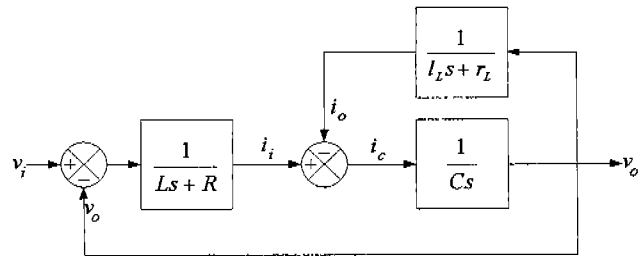 1
l_L s + r_L
i_o
v_i
+
−
v_o
1
Ls + R
i_i
+
−
i_c
1
Cs
v_o